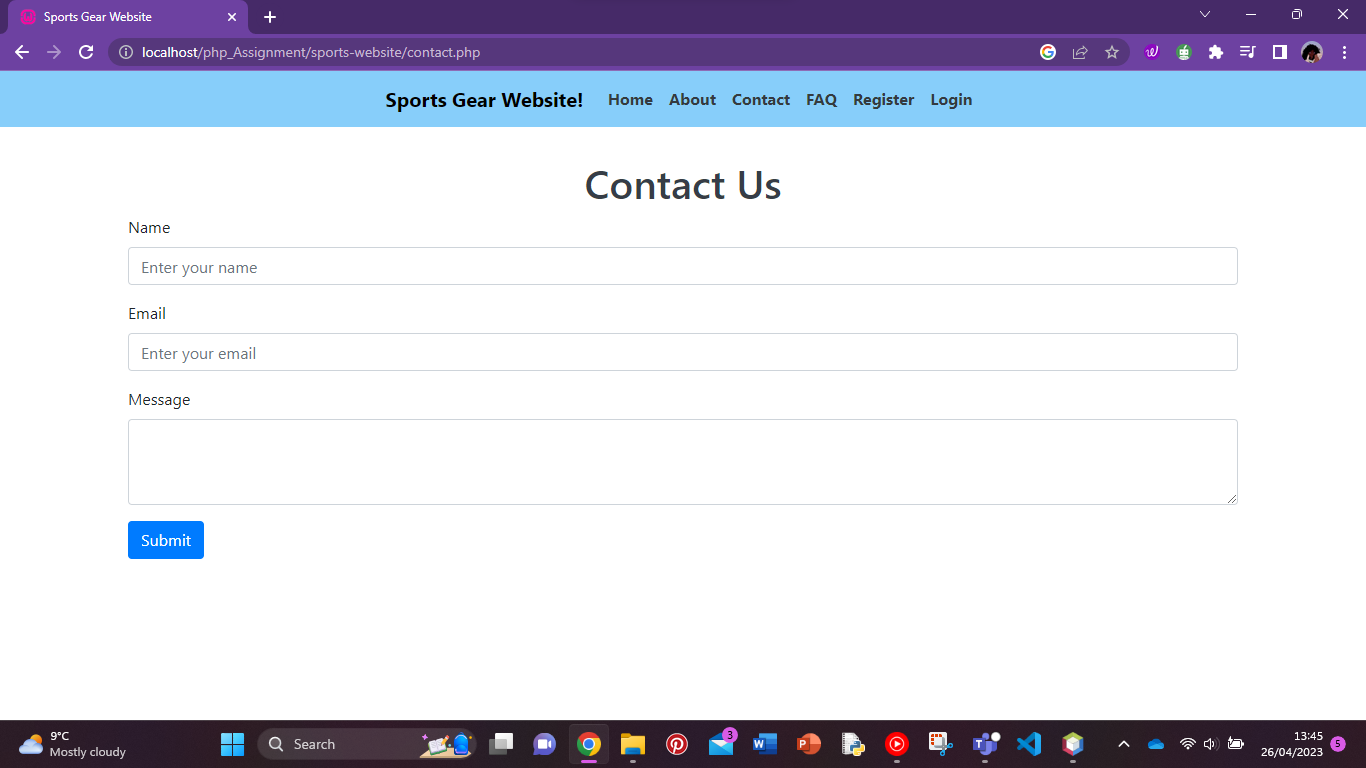 Sports Gear Website
localhost/php_Assignment/sports-website/contact.php
Sports Gear Website! Home About Contact FAQ Register Login
Contact Us
Name
Enter your name
Email
Enter your email
Message
Submit
9°C
Mostly cloudy
Search
3
13:45
26/04/2023
5